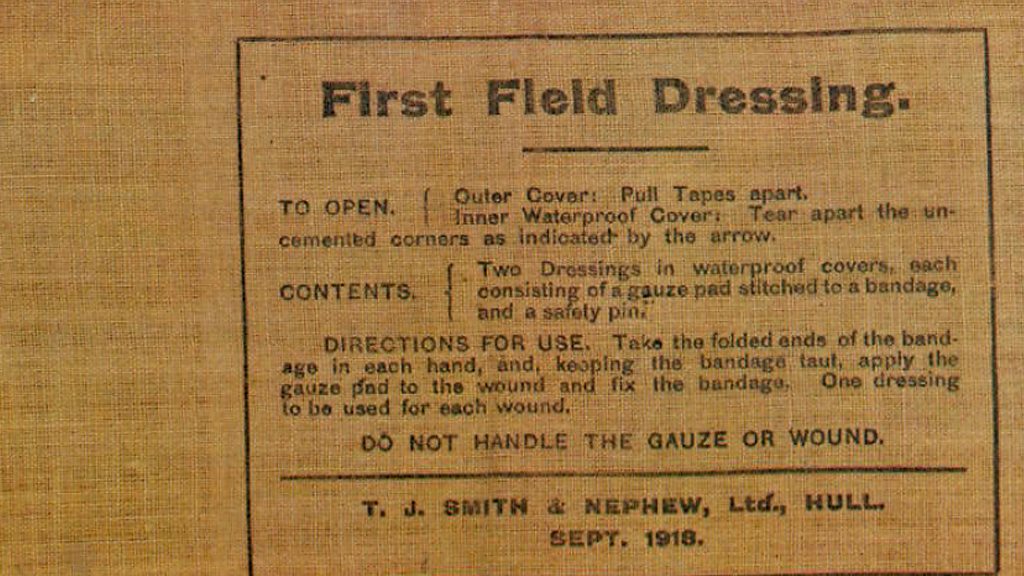 First Field Dressing.
TO OPEN. { Outer Cover: Pull Tapes apart.
Inner Waterproof Cover: Tear apart the un-
cemented corners as indicated by the arrow.
CONTENTS. { Two Dressings in waterproof covers, each
consisting of a gauze pad stitched to a bandage,
and a safety pin.
DIRECTIONS FOR USE. Take the folded ends of the band-
age in each hand, and, keeping the bandage taut, apply the
gauze pad to the wound and fix the bandage. One dressing
to be used for each wound.
DO NOT HANDLE THE GAUZE OR WOUND.
T. J. SMITH & NEPHEW, Ltd., HULL.
SEPT. 1918.